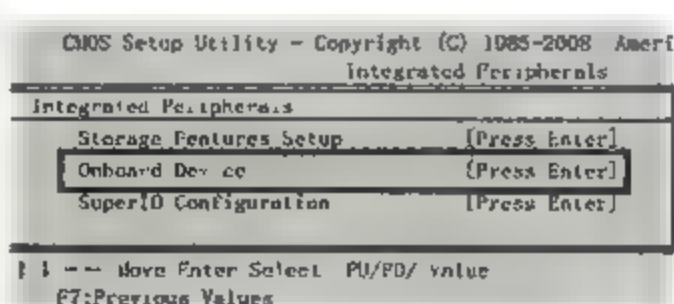 CMOS Setup Utility - Copyright (C) 1985-2008 Ameri
Integrated Peripherals
Integrated Peripherals
Storage Features Setup [Press Enter]
Onboard Device [Press Enter]
SuperIO Configuration [Press Enter]
Move Enter Select PU/PD/ Value
F7:Previous Values